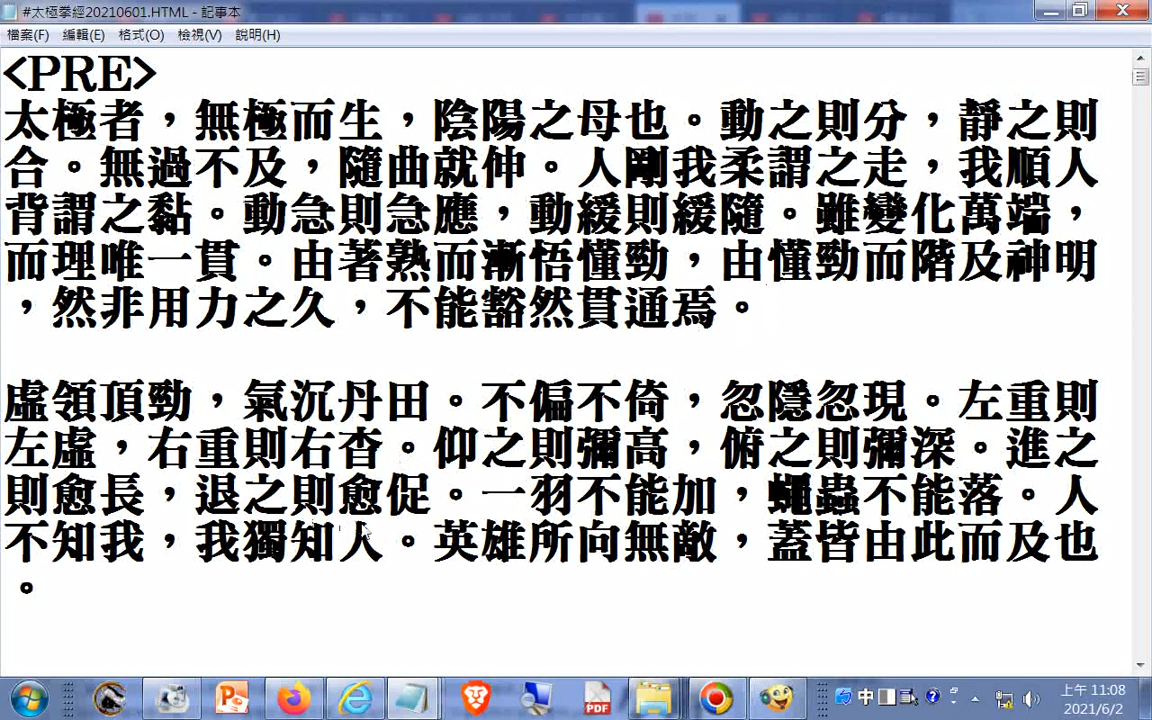 #太極拳經20210601.HTML - 記事本
檔案(F) 編輯(E) 格式(O) 檢視(V) 說明(H)
<PRE>
太極者，無極而生，陰陽之母也。動之則分，靜之則
合。無過不及，隨曲就伸。人剛我柔謂之走，我順人
背謂之黏。動急則急應，動緩則緩隨。雖變化萬端，
而理唯一貫。由著熟而漸悟懂勁，由懂勁而階及神明
，然非用力之久，不能豁然貫通焉。
虛領頂勁，氣沉丹田。不偏不倚，忽隱忽現。左重則
左虛，右重則右杳。仰之則彌高，俯之則彌深。進之
則愈長，退之則愈促。一羽不能加，蠅蟲不能落。人
不知我，我獨知人。英雄所向無敵，蓋皆由此而及也
。
中
上午 11:08
2021/6/2